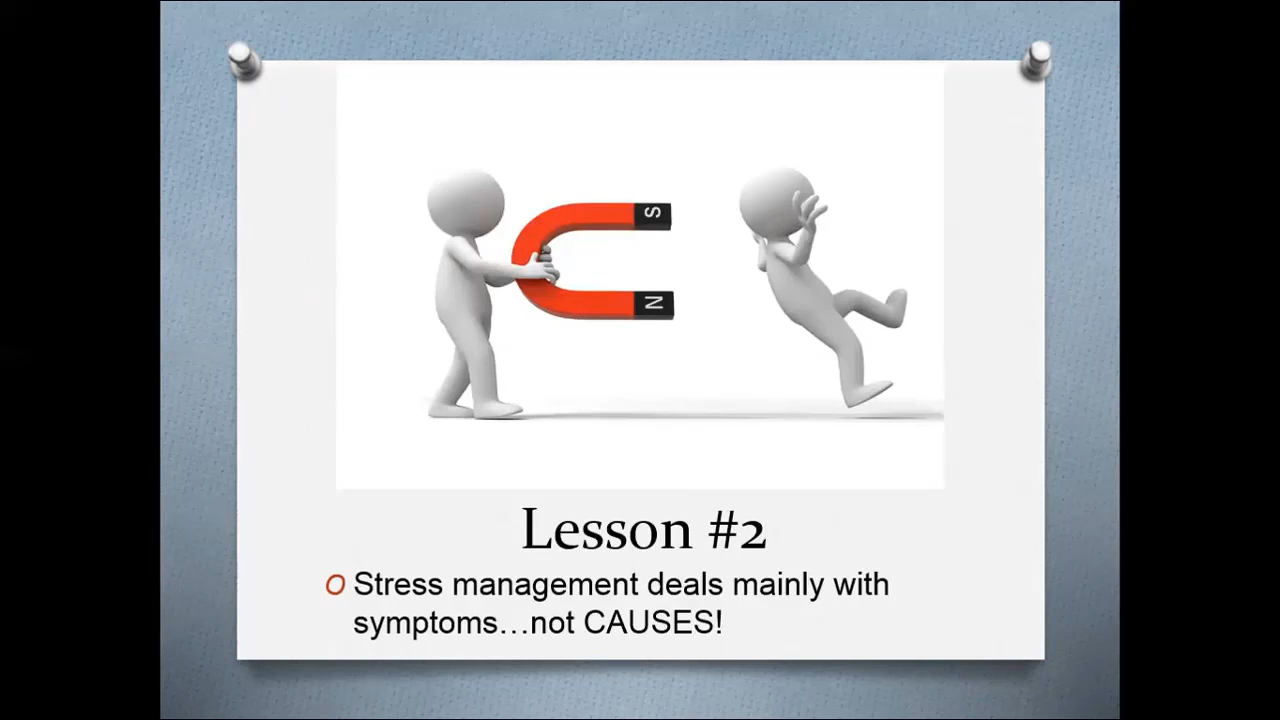 S
N
Lesson #2
O Stress management deals mainly with
symptoms…not CAUSES!